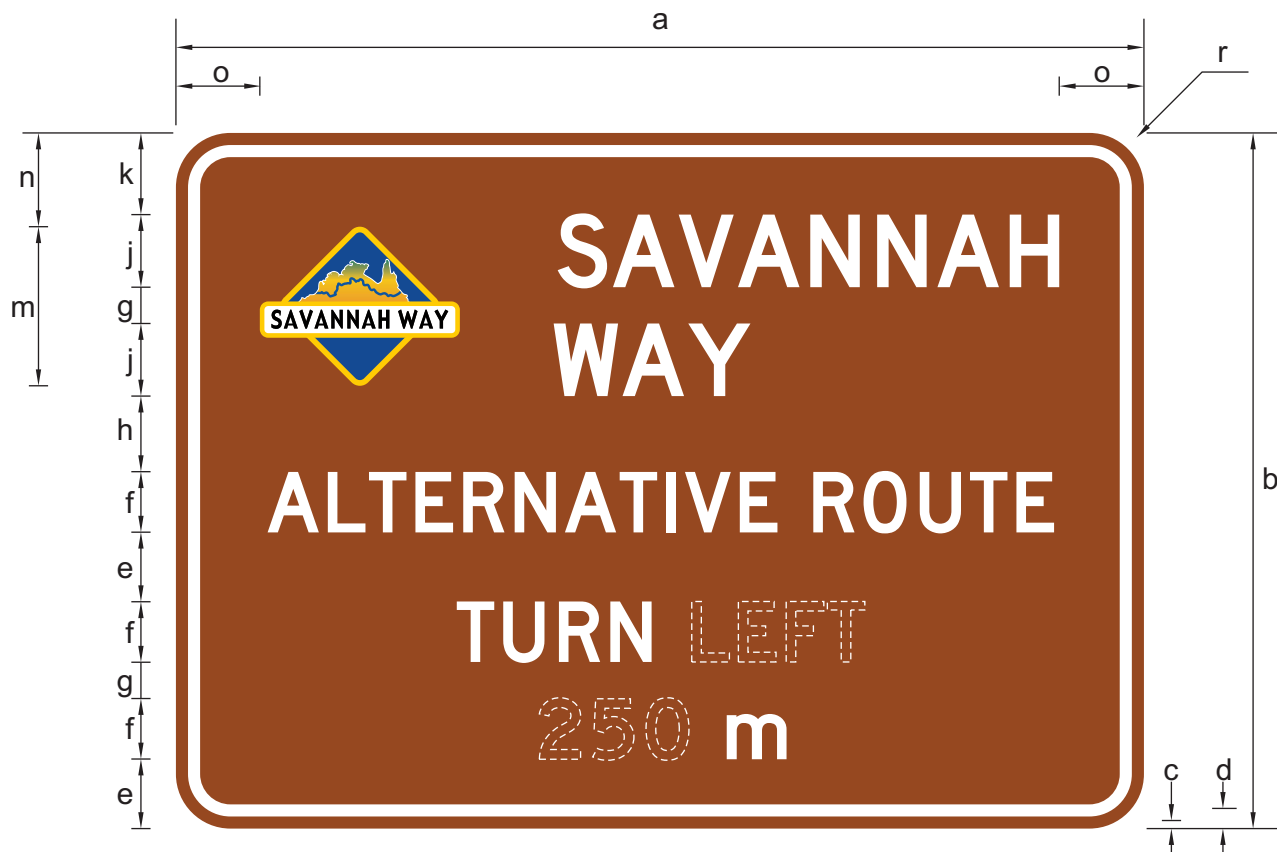 a
o
o
r
n
k
SAVANNAH
j
m
g
SAVANNAH WAY
j
WAY
h
b
f
ALTERNATIVE ROUTE
e
f
TURN LEFT
g
f
250 m
e
c
d